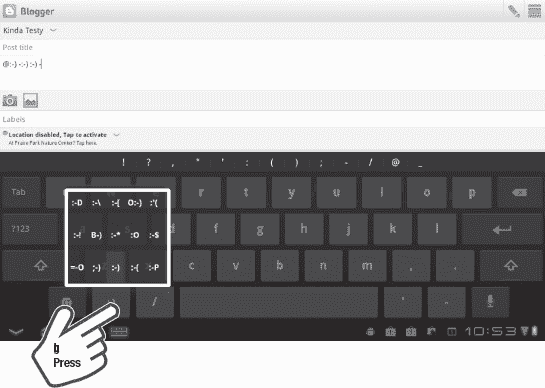 Blogger
Kinda Testy
Post title
@:-) -:-) :-) -
Labels
Location disabled, Tap to activate
At Prairie Park Nature Center? Tap here.
! ? , " ' : ( ) ; - / @ _
Tab r t y u i o p
?123 d f g h j k l
c v b n m , .
:-D :-\ :-( O:-) :'(
:-! B-) :-* :O :-S
=-O ;-) :-) :-( :-P
:-) / ' -
10:53
Press